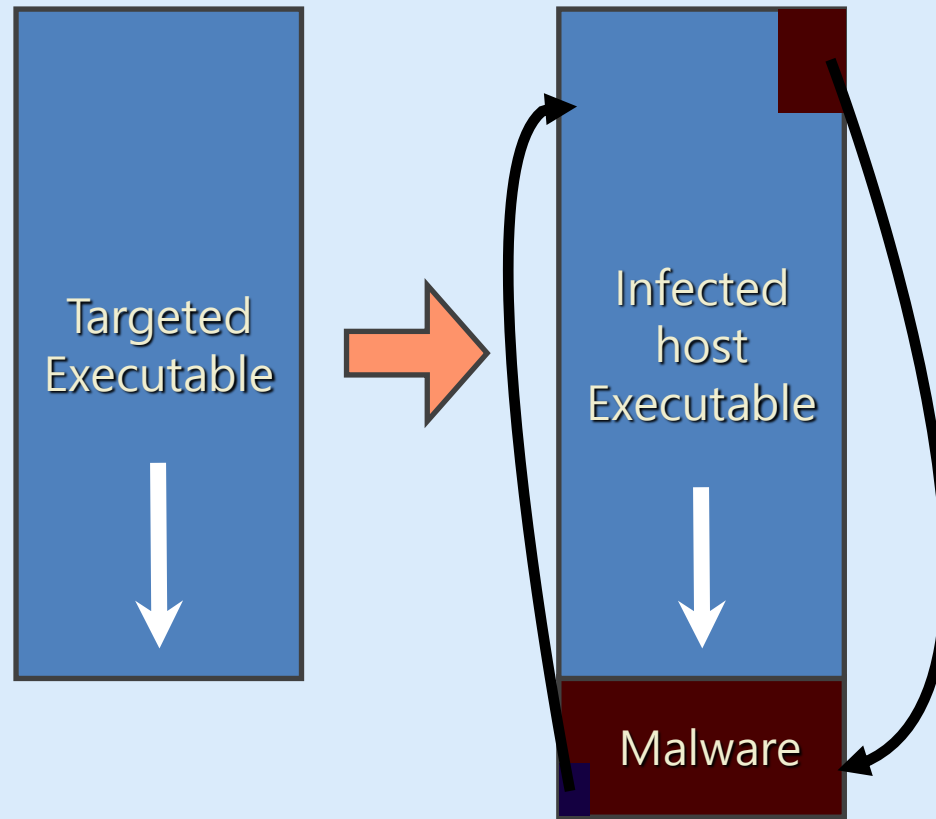 Targeted
Executable
Infected
host
Executable
Malware